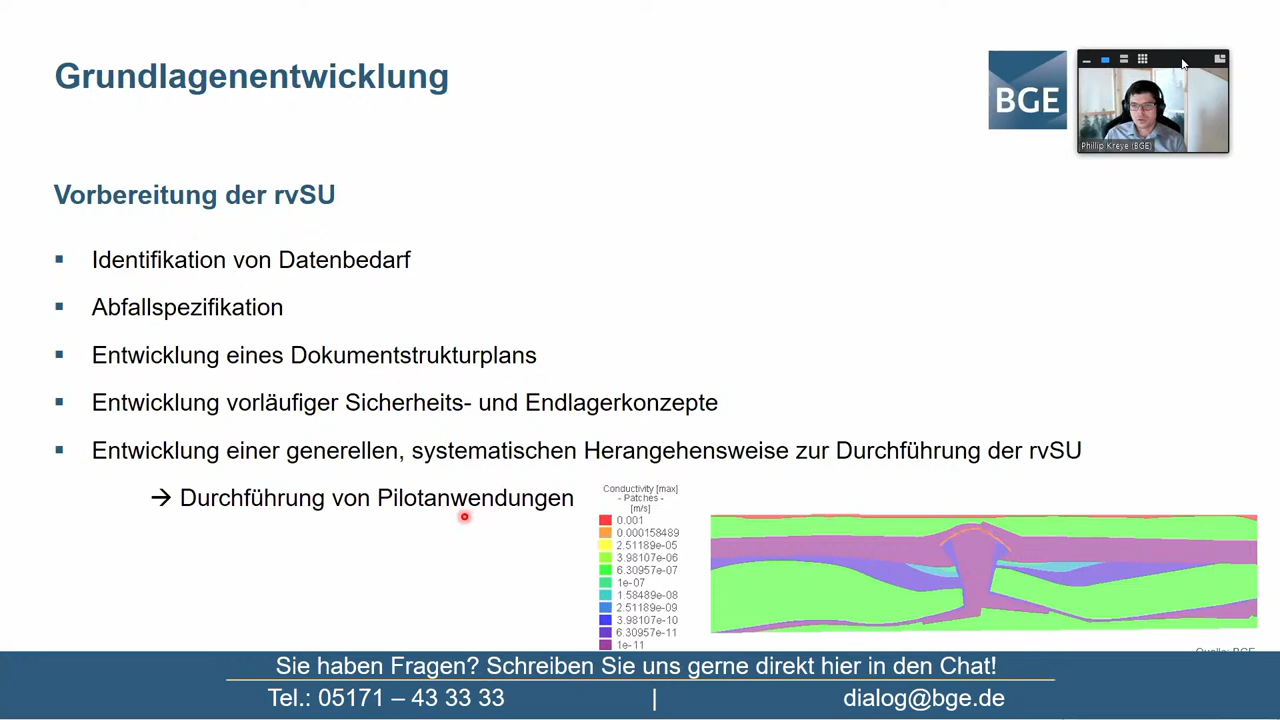 Grundlagenentwicklung
BGE
Phillip Kreye (BGE)
Vorbereitung der rvSU
Identifikation von Datenbedarf
Abfallspezifikation
Entwicklung eines Dokumentstrukturplans
Entwicklung vorläufiger Sicherheits- und Endlagerkonzepte
Entwicklung einer generellen, systematischen Herangehensweise zur Durchführung der rvSU
→ Durchführung von Pilotanwendungen
Conductivity [max]
- Patches -
[m/s]
0.001
0.000158489
2.51189e-05
3.98107e-06
6.30957e-07
1e-07
1.58489e-08
2.51189e-09
3.98107e-10
6.30957e-11
1e-11
Quelle: BGE
Sie haben Fragen? Schreiben Sie uns gerne direkt hier in den Chat!
Tel.: 05171 – 43 33 33 | dialog@bge.de